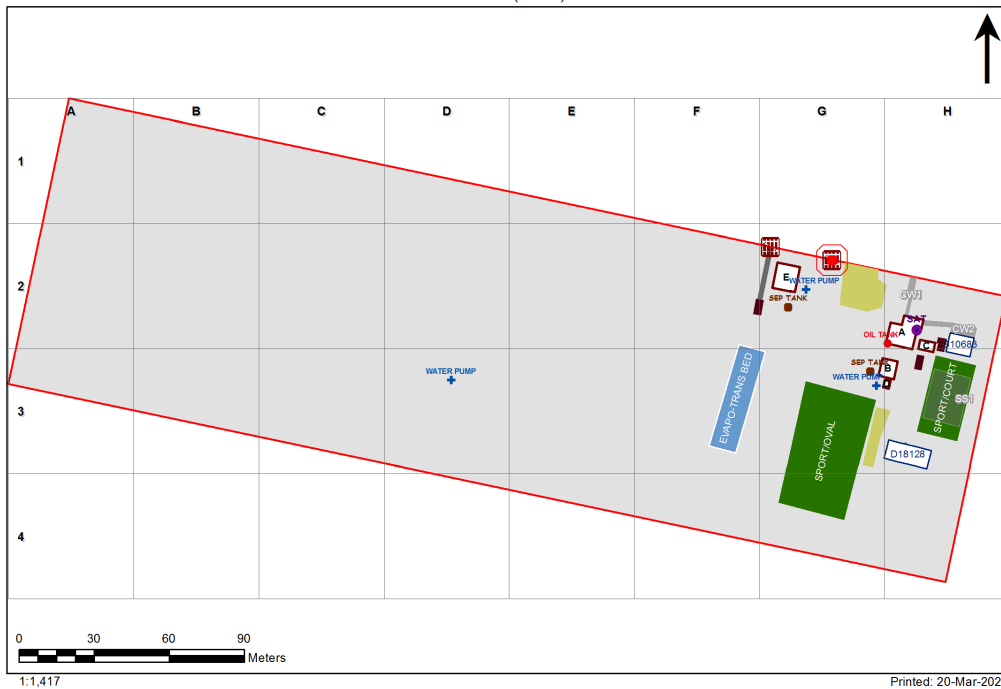 A B C D E F G H
1
2
E
WATER PUMP
SEP TANK
CW1
SAT
CW2
A
OIL TANK
C
D10683
3
WATER PUMP
EVAPO-TRANS BED
SEP TANK
B
WATER PUMP
D
SPORT/COURT
SS1
SPORT/OVAL
D18128
4
0 30 60 90
Meters
1:1,417
Printed: 20-Mar-202